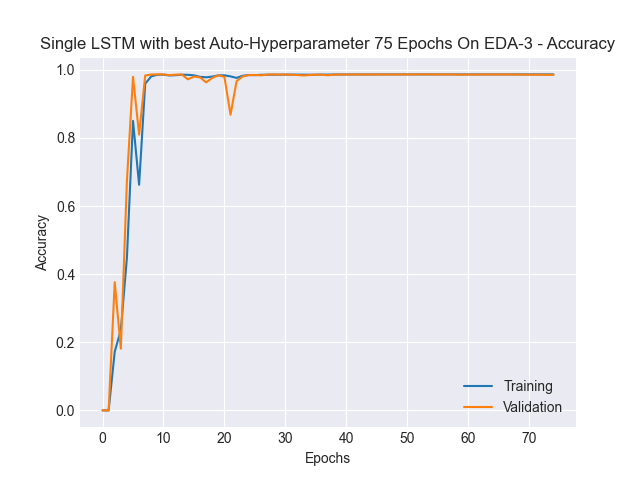 Single LSTM with best Auto-Hyperparameter 75 Epochs On EDA-3 - Accuracy
1.0
0.8
0.6
0.4
0.2
0.0
Accuracy
Training
Validation
0 10 20 30 40 50 60 70
Epochs